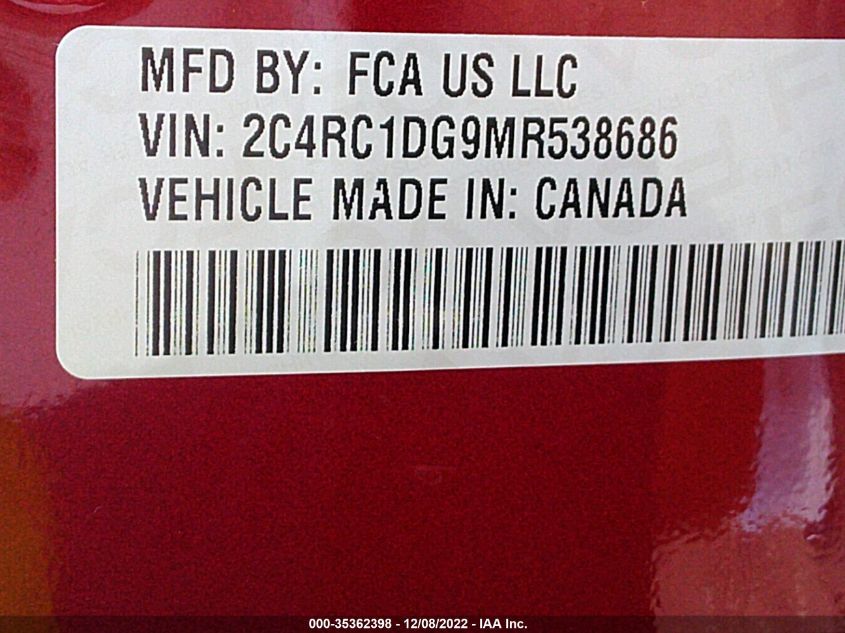 MFD BY: FCA US LLC
VIN: 2C4RC1DG9MR538686
VEHICLE MADE IN: CANADA
000-35362398 - 12/08/2022 - IAA Inc.